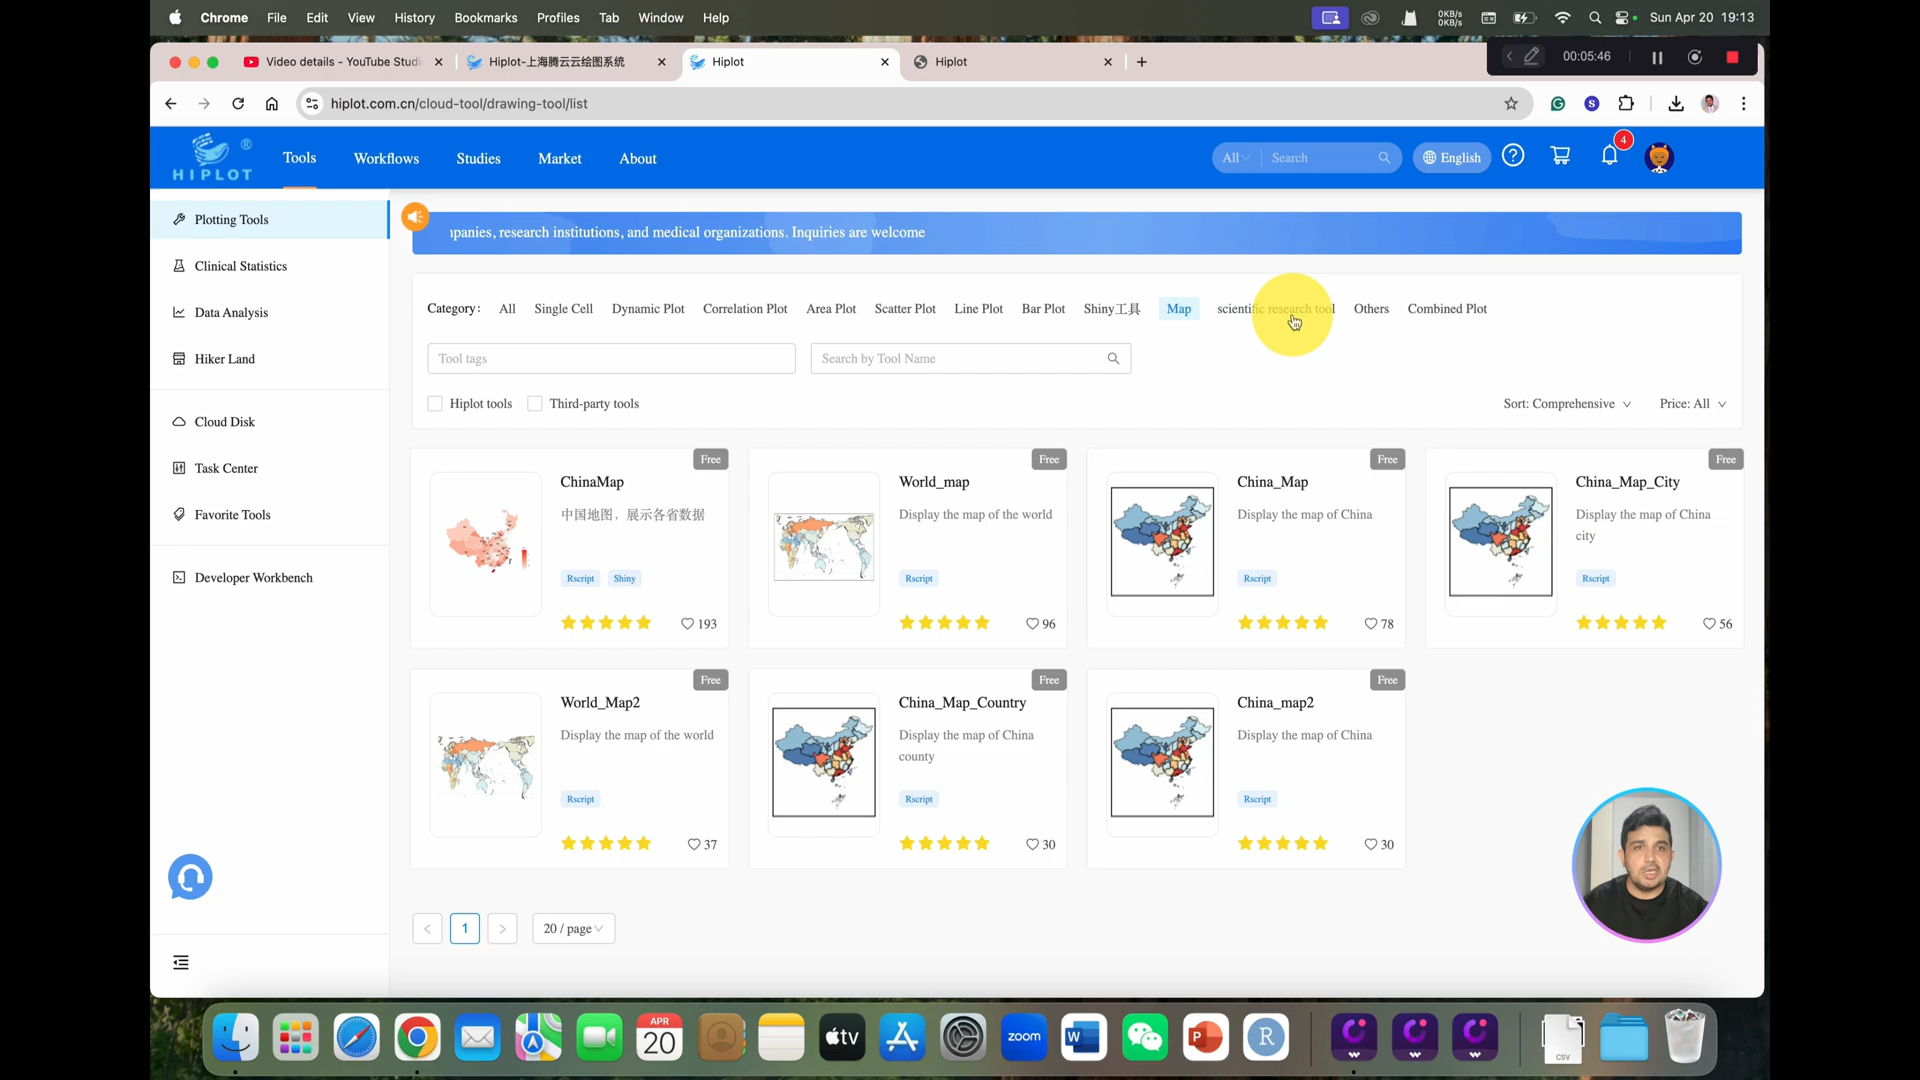 Chrome File Edit View History Bookmarks Profiles Tab Window Help
0KB/s
0KB/s
Sun Apr 20 19:13
Video details - YouTube Studi
Hiplot-上海腾云云绘图系统
Hiplot
Hiplot
00:05:46
hiplot.com.cn/cloud-tool/drawing-tool/list
HIPLOT ®
Tools Workflows Studies Market About
All Search
English
4
Plotting Tools
Clinical Statistics
Data Analysis
Hiker Land
Cloud Disk
Task Center
Favorite Tools
Developer Workbench
panies, research institutions, and medical organizations. Inquiries are welcome
Category: All Single Cell Dynamic Plot Correlation Plot Area Plot Scatter Plot Line Plot Bar Plot Shiny工具 Map scientific research tool Others Combined Plot
Tool tags
Search by Tool Name
Hiplot tools Third-party tools
Sort: Comprehensive Price: All
Free
ChinaMap
中国地图，展示各省数据
Rscript Shiny
193
Free
World_map
Display the map of the world
Rscript
96
Free
China_Map
Display the map of China
Rscript
78
Free
China_Map_City
Display the map of China
city
Rscript
56
Free
World_Map2
Display the map of the world
Rscript
37
Free
China_Map_Country
Display the map of China
county
Rscript
30
Free
China_map2
Display the map of China
Rscript
30
< 1 > 20 / page
APR
20
tv
zoom
W
P
R
CSV